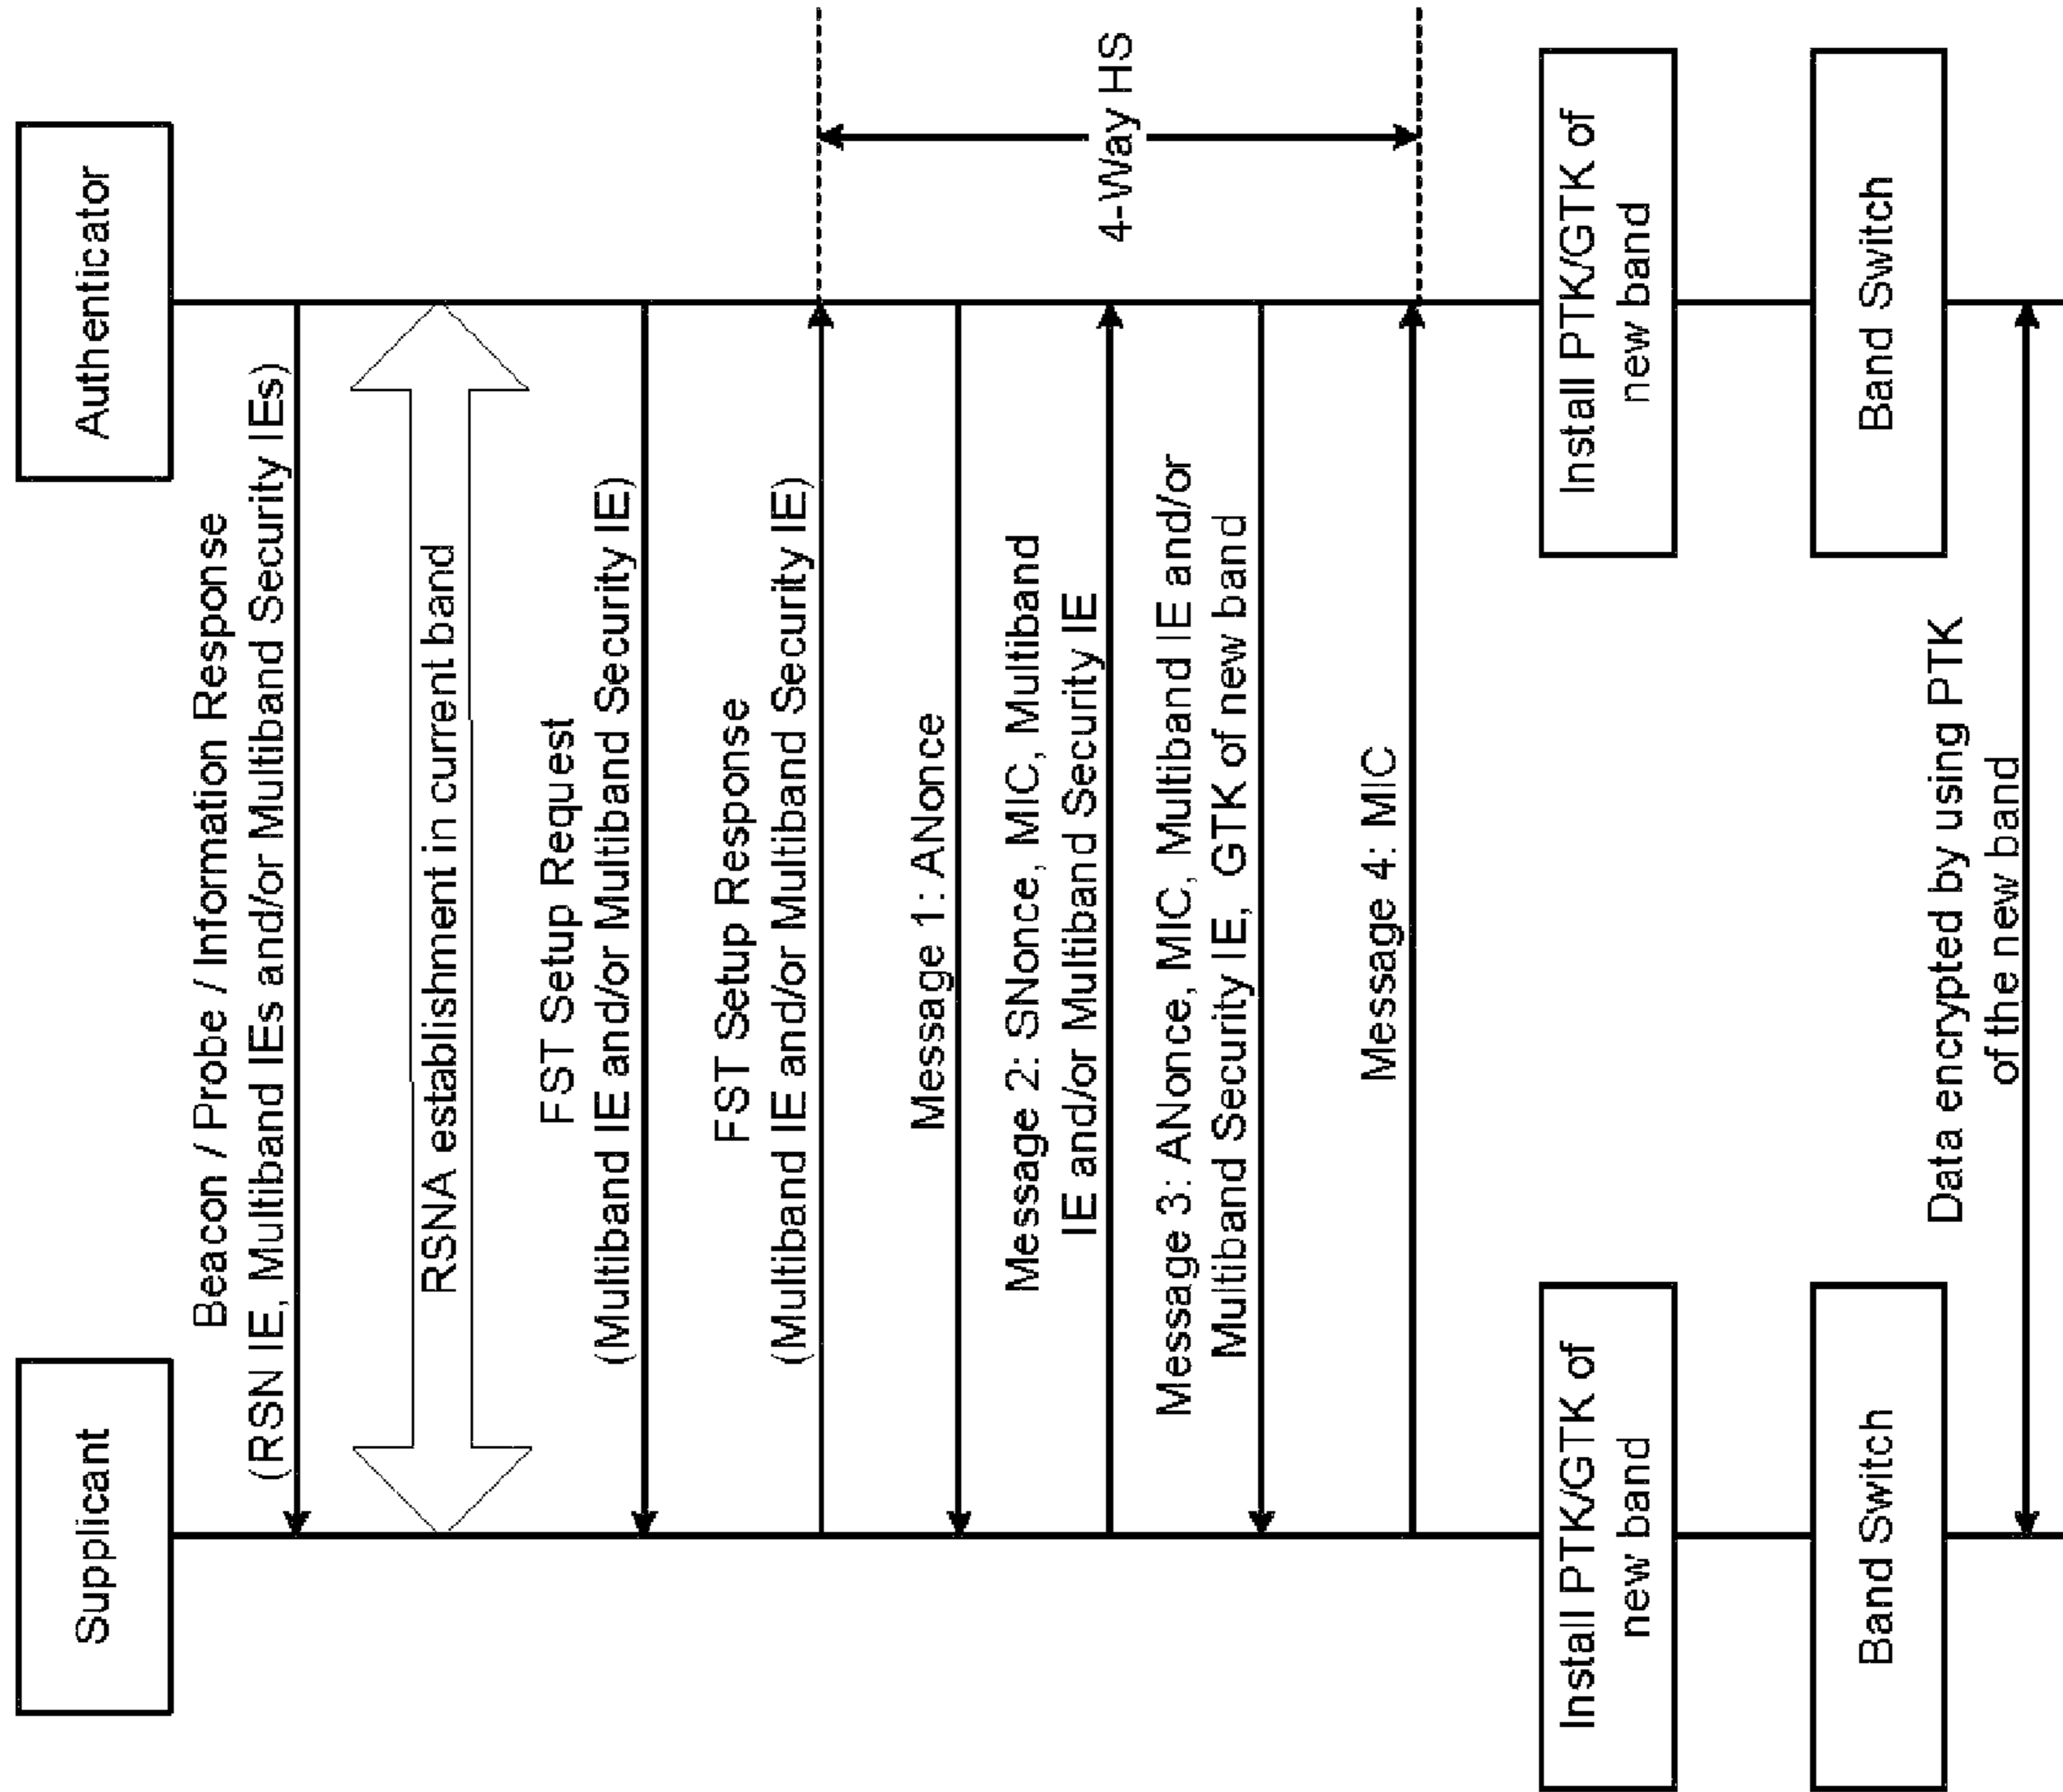 Supplicant
Authenticator
Beacon / Probe / Information Response
(RSN IE, Multiband IEs and/or Multiband Security IEs)
RSNA establishment in current band
FST Setup Request
(Multiband IE and/or Multiband Security IE)
FST Setup Response
(Multiband IE and/or Multiband Security IE)
Message 1: ANonce
Message 2: SNonce, MIC, Multiband
IE and/or Multiband Security IE
4-Way HS
Message 3: ANonce, MIC, Multiband IE and/or
Multiband Security IE, GTK of new band
Message 4: MIC
Install PTK/GTK of
new band
Install PTK/GTK of
new band
Band Switch
Band Switch
Data encrypted by using PTK
of the new band